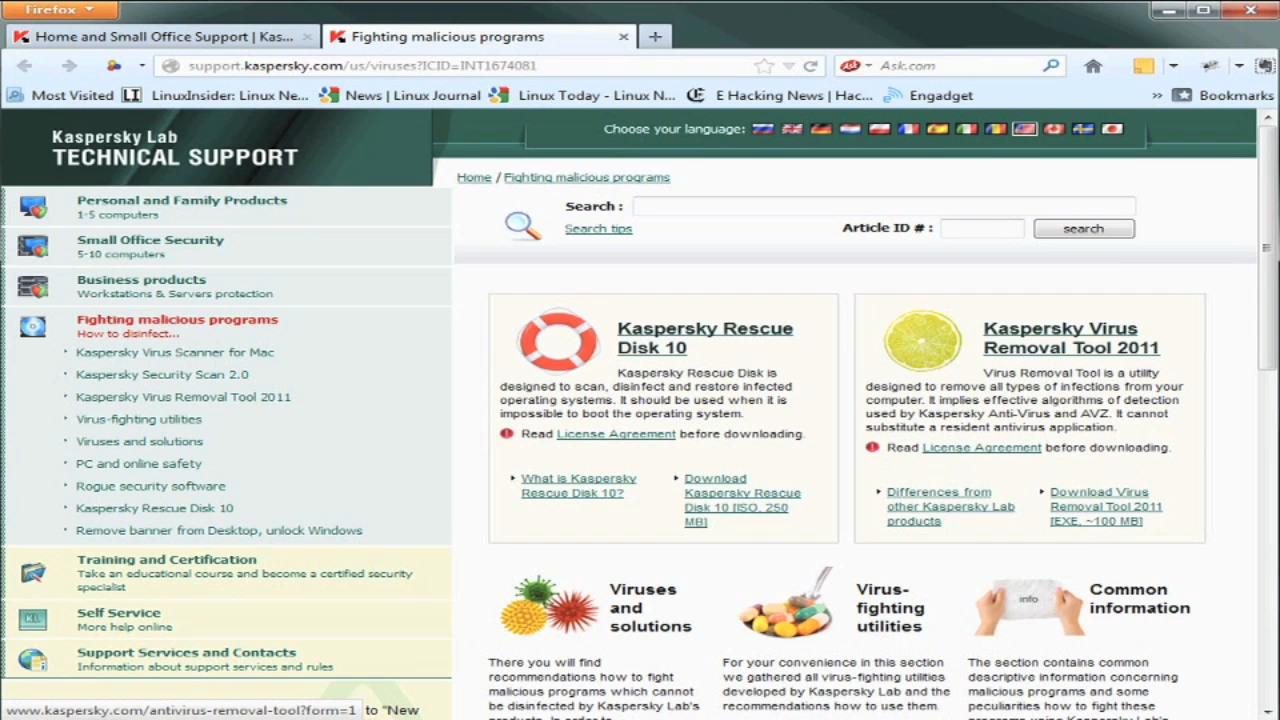 Firefox
Home and Small Office Support | Kas...
Fighting malicious programs
support.kaspersky.com/us/viruses?ICID=INT1674081
Ask
Ask.com
Most Visited
LinuxInsider: Linux Ne...
News | Linux Journal
Linux Today - Linux N...
E Hacking News | Hac...
Engadget
Bookmarks
Kaspersky Lab
TECHNICAL SUPPORT
Choose your language:
Personal and Family Products
1-5 computers
Small Office Security
5-10 computers
Business products
Workstations & Servers protection
Fighting malicious programs
How to disinfect...
Kaspersky Virus Scanner for Mac
Kaspersky Security Scan 2.0
Kaspersky Virus Removal Tool 2011
Virus-fighting utilities
Viruses and solutions
PC and online safety
Rogue security software
Kaspersky Rescue Disk 10
Remove banner from Desktop, unlock Windows
Training and Certification
Take an educational course and become a certified security
specialist
Self Service
More help online
Support Services and Contacts
Information about support services and rules
www.kaspersky.com/antivirus-removal-tool?form=1
to "New
Home / Fighting malicious programs
Search :
Search tips
Article ID # :
search
Kaspersky Rescue
Disk 10
Kaspersky Rescue Disk is
designed to scan, disinfect and restore infected
operating systems. It should be used when it is
impossible to boot the operating system.
Read License Agreement before downloading.
What is Kaspersky
Rescue Disk 10?
Download
Kaspersky Rescue
Disk 10 [ISO, 250
MB]
Kaspersky Virus
Removal Tool 2011
Virus Removal Tool is a utility
designed to remove all types of infections from your
computer. It implies effective algorithms of detection
used by Kaspersky Anti-Virus and AVZ. It cannot
substitute a resident antivirus application.
Read License Agreement before downloading.
Differences from
other Kaspersky Lab
products
Download Virus
Removal Tool 2011
[EXE, ~100 MB]
Viruses
and
solutions
There you will find
recommendations how to fight
malicious programs which cannot
be disinfected by Kaspersky Lab's
products. In order to
Virus-
fighting
utilities
For your convenience in this section
we gathered all virus-fighting utilities
developed by Kaspersky Lab and the
recommendations how to use them.
info
Common
information
The section contains common
descriptive information concerning
malicious programs and some
peculiarities how to fight these
programs using Kaspersky Lab's